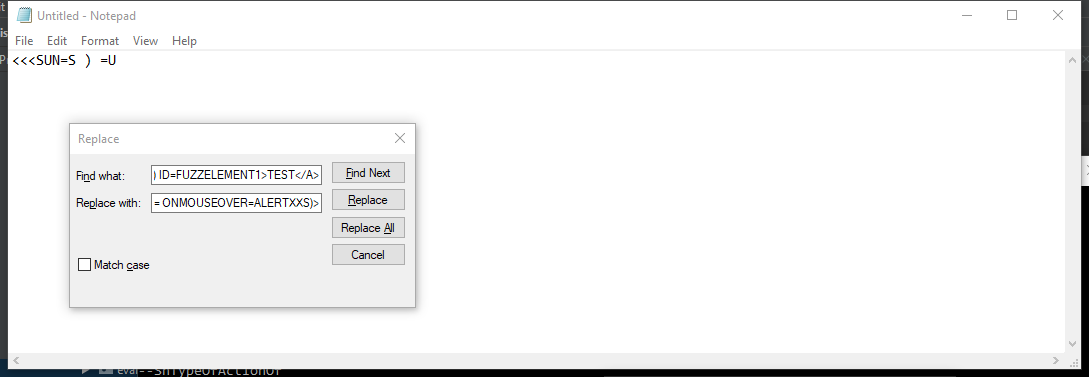 Untitled - Notepad
File Edit Format View Help
<<<SUN=S ) =U
Replace
Find what: ) ID=FUZZELEMENT1>TEST</A> Find Next
Replace with: = ONMOUSEOVER=ALERTXXS)> Replace
Replace All
Cancel
Match case